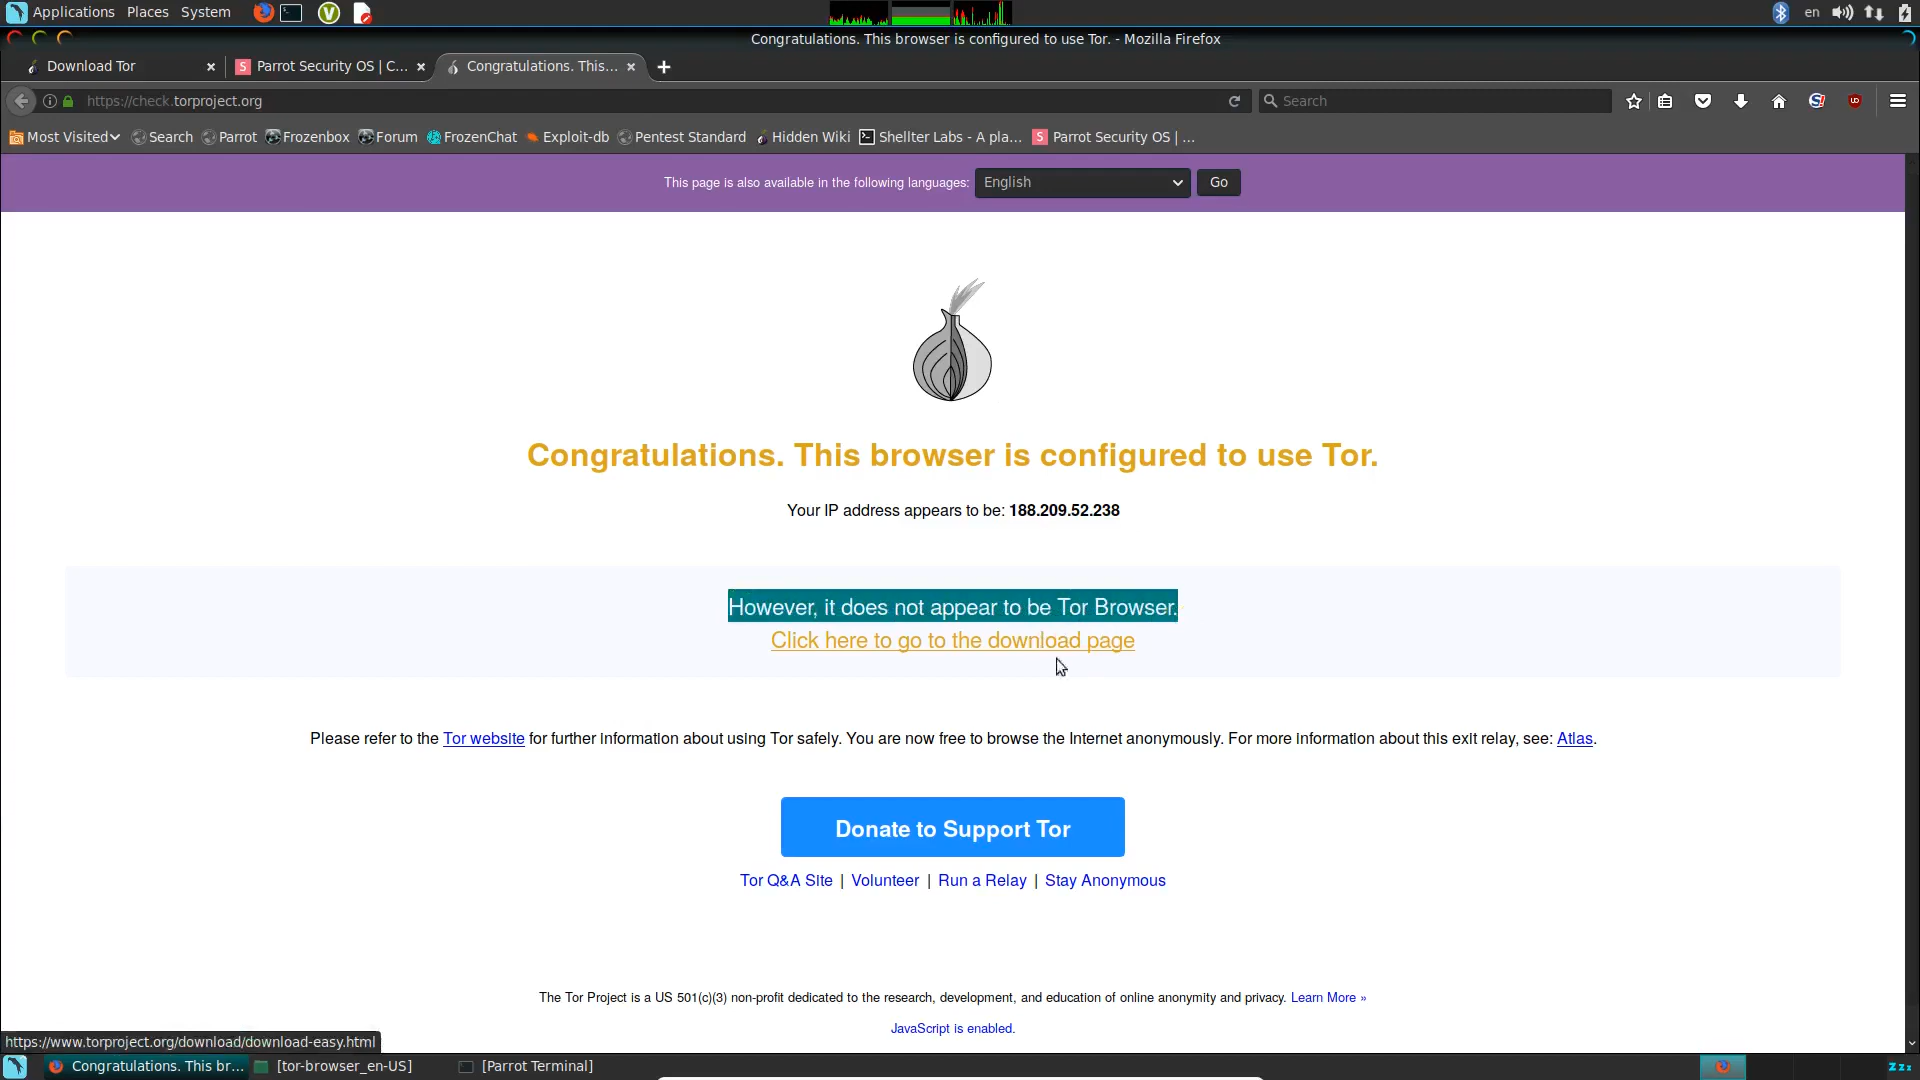 Applications Places System
en
Congratulations. This browser is configured to use Tor. - Mozilla Firefox
Download Tor
Parrot Security OS | C...
Congratulations. This...
https://check.torproject.org
Search
Most Visited Search Parrot Frozenbox Forum FrozenChat Exploit-db Pentest Standard Hidden Wiki Shellter Labs - A pla... S Parrot Security OS | ...
This page is also available in the following languages: English Go
Congratulations. This browser is configured to use Tor.
Your IP address appears to be: 188.209.52.238
However, it does not appear to be Tor Browser.
Click here to go to the download page
Please refer to the Tor website for further information about using Tor safely. You are now free to browse the Internet anonymously. For more information about this exit relay, see: Atlas.
Donate to Support Tor
Tor Q&A Site | Volunteer | Run a Relay | Stay Anonymous
The Tor Project is a US 501(c)(3) non-profit dedicated to the research, development, and education of online anonymity and privacy. Learn More »
JavaScript is enabled.
https://www.torproject.org/download/download-easy.html
Congratulations. This br... [tor-browser_en-US] [Parrot Terminal]
zzz